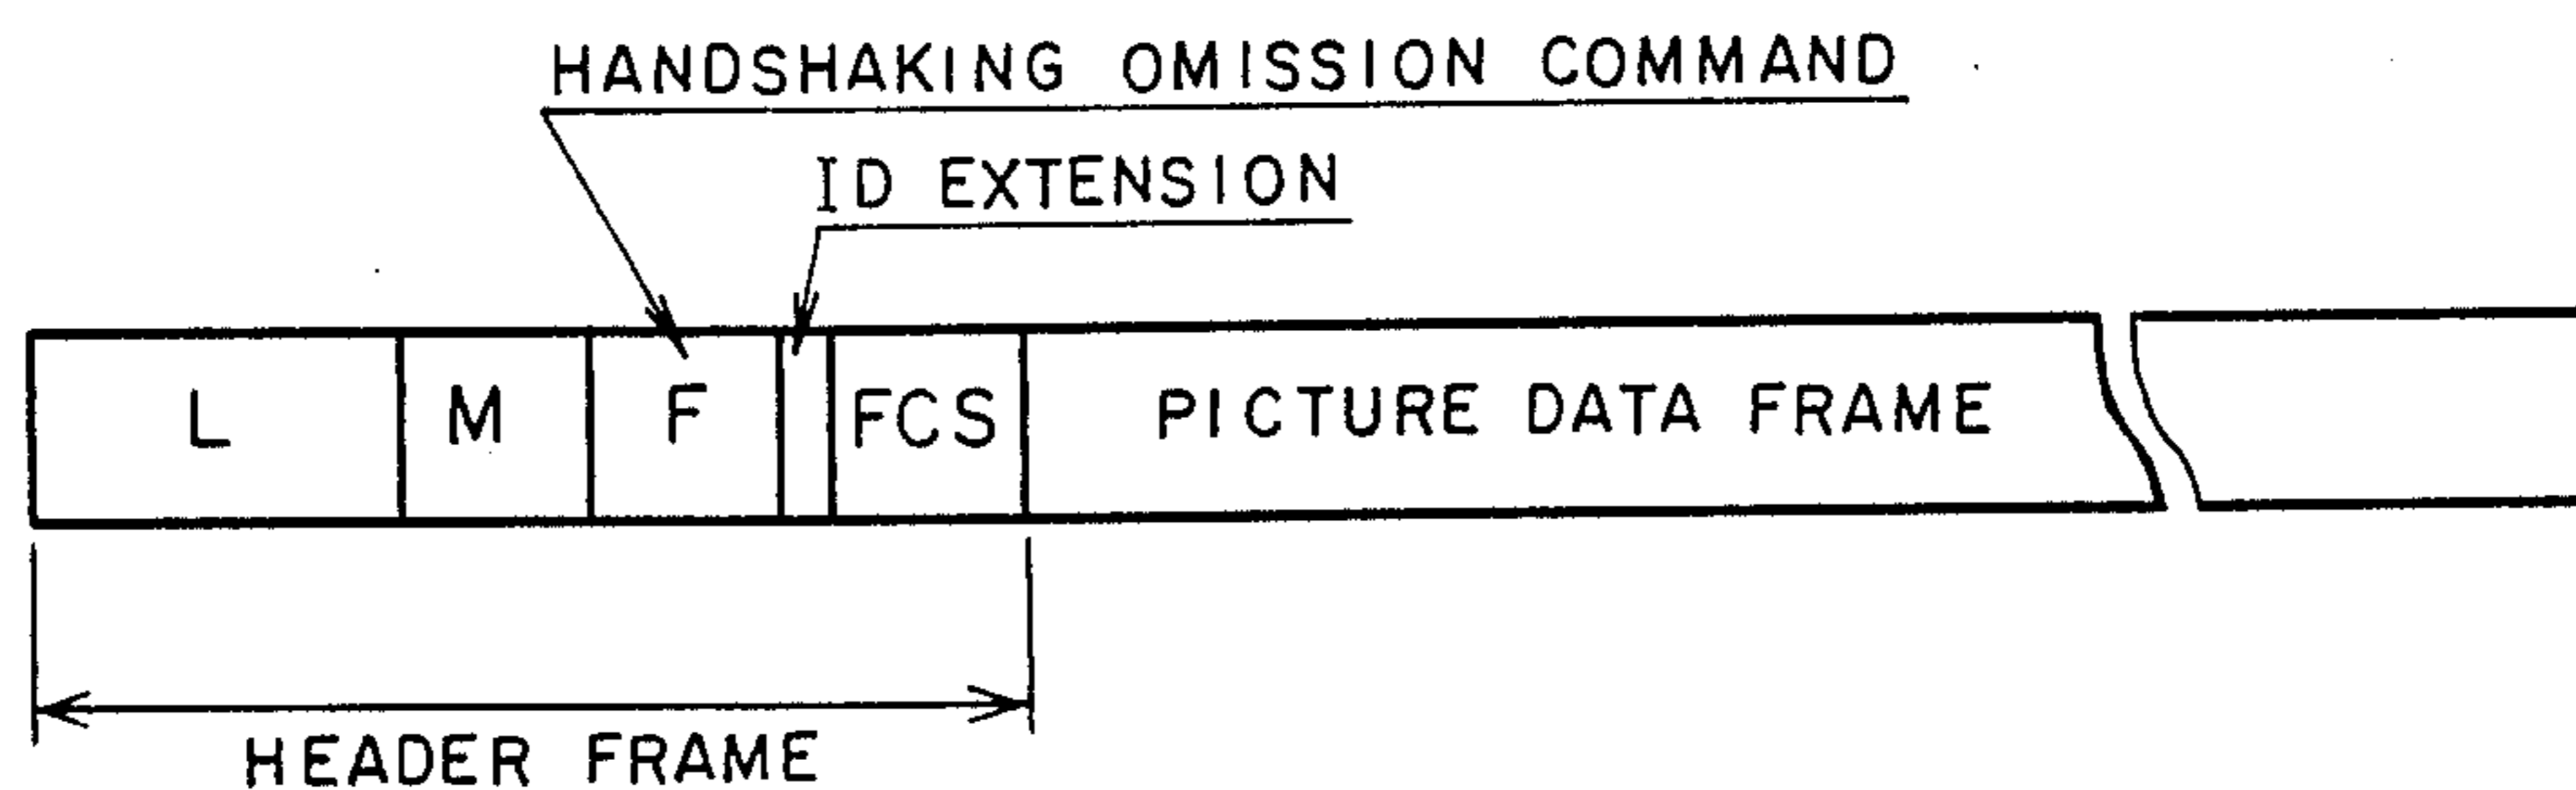 HANDSHAKING OMISSION COMMAND
ID EXTENSION
L M F FCS PICTURE DATA FRAME
HEADER FRAME